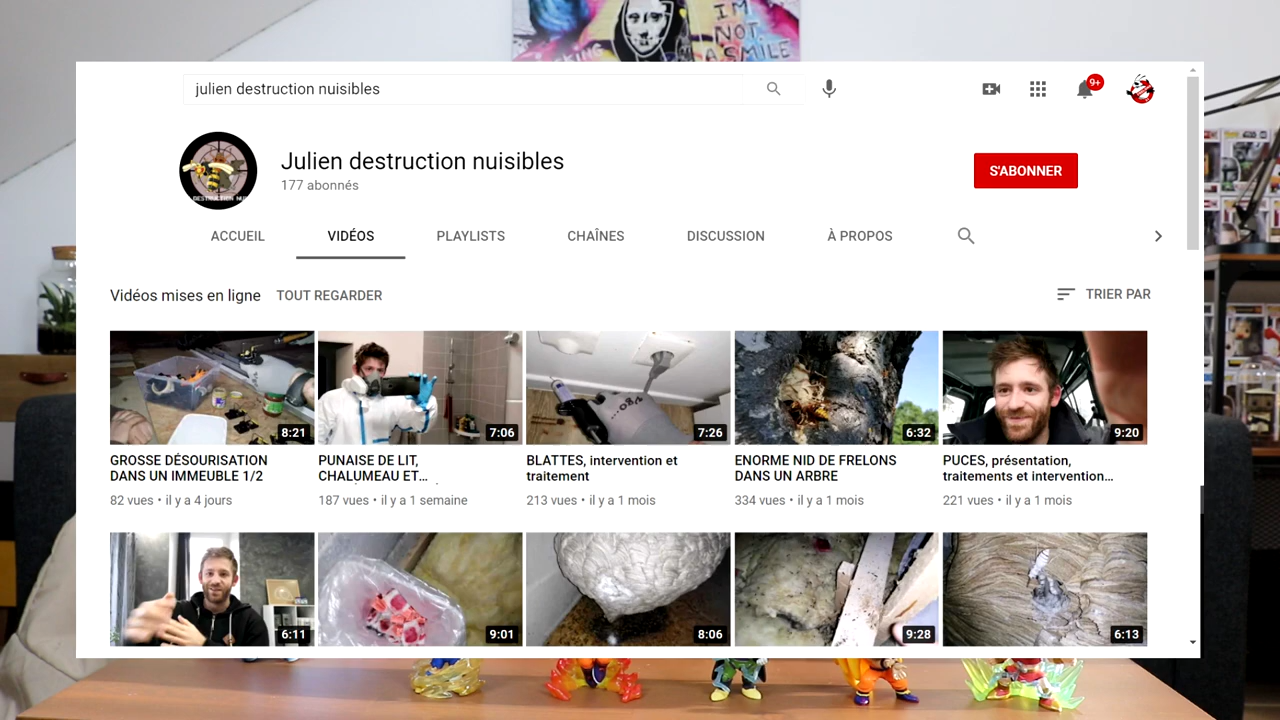 I'M
NOT
A SMILE
julien destruction nuisibles
9+
Julien destruction nuisibles
177 abonnés
S'ABONNER
ACCUEIL
VIDÉOS
PLAYLISTS
CHAÎNES
DISCUSSION
À PROPOS
Vidéos mises en ligne
TOUT REGARDER
TRIER PAR
8:21
7:06
7:26
6:32
9:20
GROSSE DÉSOURISATION
DANS UN IMMEUBLE 1/2
82 vues • il y a 4 jours
PUNAISE DE LIT,
CHALUMEAU ET…
187 vues • il y a 1 semaine
BLATTES, intervention et
traitement
213 vues • il y a 1 mois
ENORME NID DE FRELONS
DANS UN ARBRE
334 vues • il y a 1 mois
PUCES, présentation,
traitements et intervention…
221 vues • il y a 1 mois
6:11
9:01
8:06
9:28
6:13